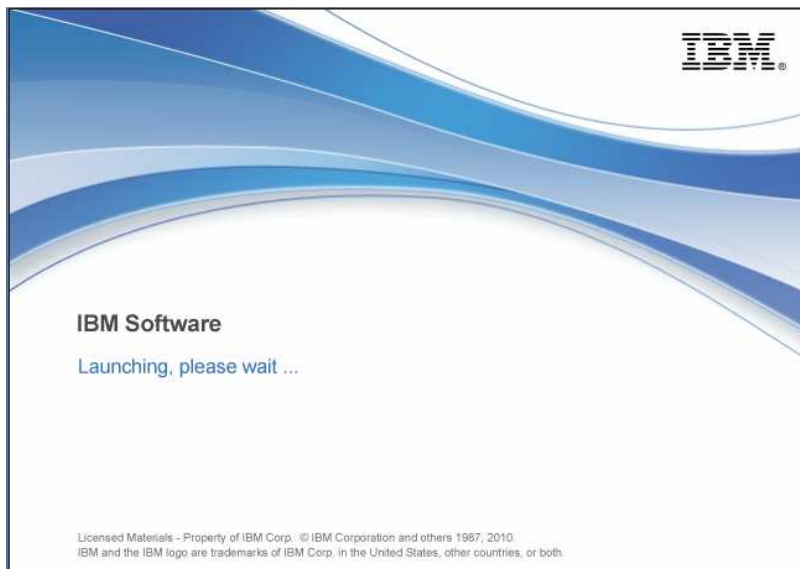 IBM®
IBM Software
Launching, please wait ...
Licensed Materials - Property of IBM Corp. © IBM Corporation and others 1987, 2010.
IBM and the IBM logo are trademarks of IBM Corp. in the United States, other countries, or both.